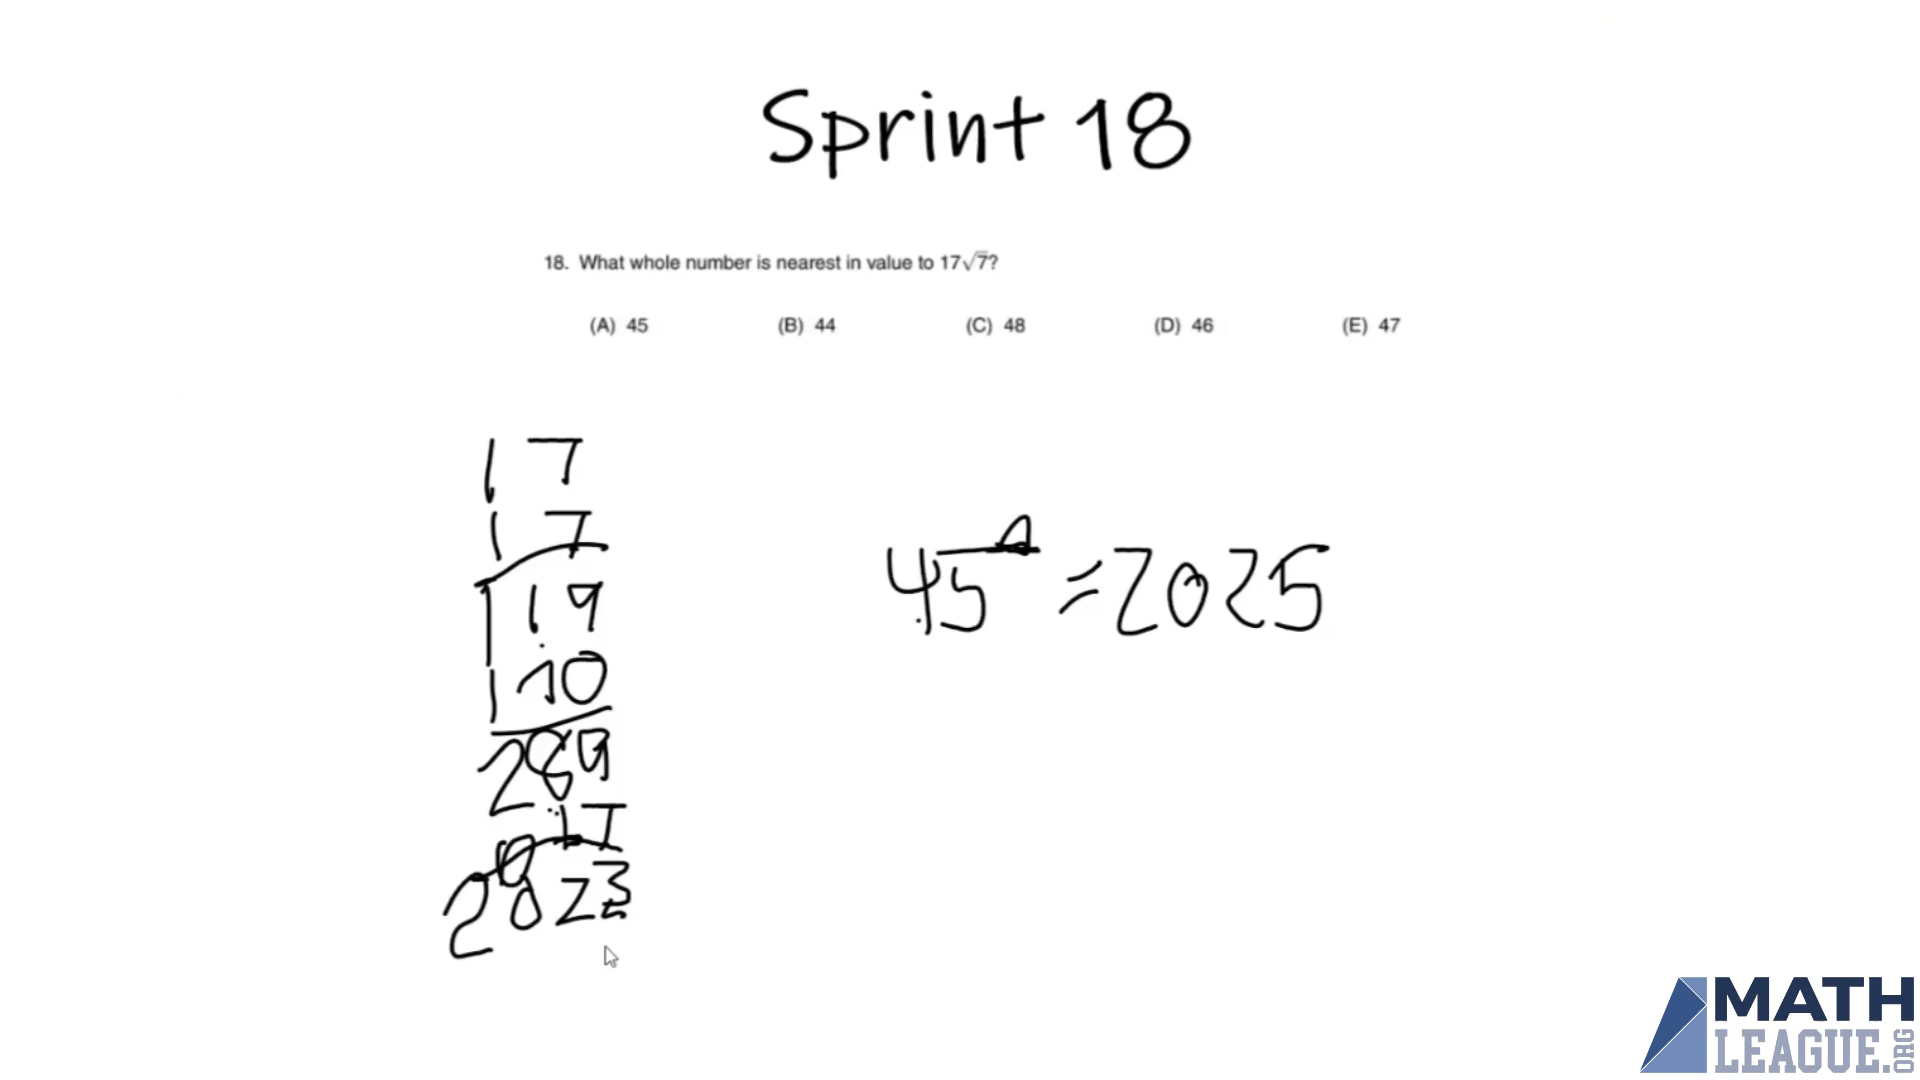 Sprint 18
18. What whole number is nearest in value to 17√7?
(A) 45 (B) 44 (C) 48 (D) 46 (E) 47
17
17
119
170
289
17
2023
45² = 2025
MATH
LEAGUE.ORG